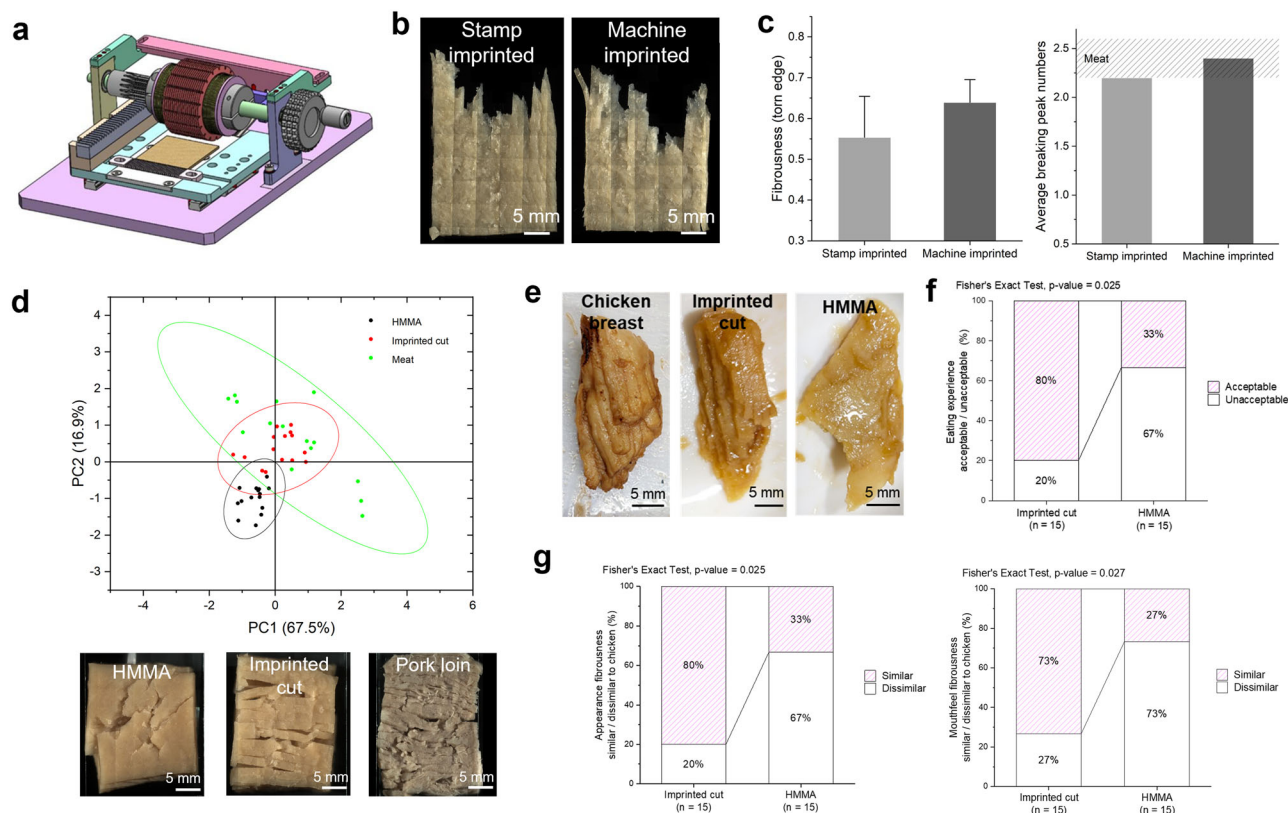 a
b
Stamp
imprinted
5 mm
Machine
imprinted
5 mm
c
Fibrousness (torn edge)
0.8
0.7
0.6
0.5
0.4
0.3
Stamp imprinted
Machine imprinted
Average breaking peak numbers
2.5
2.0
1.5
1.0
0.5
Meat
Stamp imprinted
Machine imprinted
d
PC2 (16.9%)
4
3
2
1
0
-1
-2
-3
HMMA
Imprinted cut
Meat
-4
-2
0
2
4
6
PC1 (67.5%)
HMMA
5 mm
Imprinted
cut
5 mm
Pork loin
5 mm
e
Chicken
breast
5 mm
Imprinted
cut
5 mm
HMMA
5 mm
f
Fisher's Exact Test, p-value = 0.025
Eating experience
acceptable / unacceptable (%)
100
80
60
40
20
0
80%
20%
33%
67%
Acceptable
Unacceptable
Imprinted cut
(n = 15)
HMMA
(n = 15)
g
Fisher's Exact Test, p-value = 0.025
Appearance fibrousness
similar / dissimilar to chicken (%)
100
80
60
40
20
0
80%
20%
33%
67%
Similar
Dissimilar
Imprinted cut
(n = 15)
HMMA
(n = 15)
Fisher's Exact Test, p-value = 0.027
Mouthfeel fibrousness
similar / dissimilar to chicken (%)
100
80
60
40
20
0
73%
27%
27%
73%
Similar
Dissimilar
Imprinted cut
(n = 15)
HMMA
(n = 15)